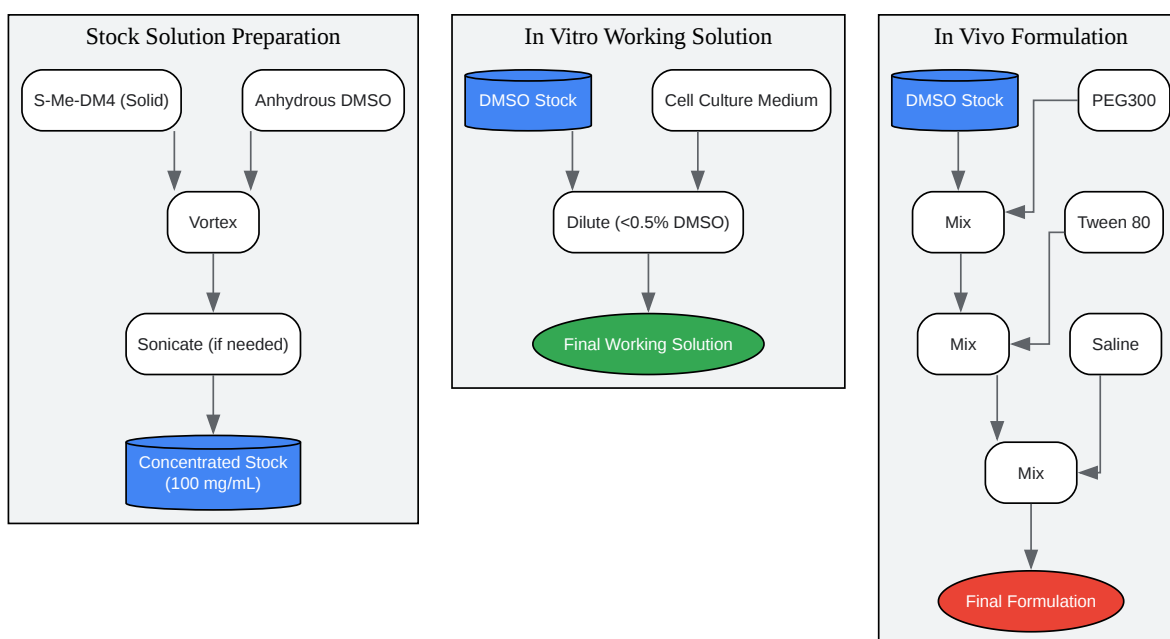 Stock Solution Preparation
S-Me-DM4 (Solid)
Anhydrous DMSO
Vortex
Sonicate (if needed)
Concentrated Stock
(100 mg/mL)
In Vitro Working Solution
DMSO Stock
Cell Culture Medium
Dilute (<0.5% DMSO)
Final Working Solution
In Vivo Formulation
DMSO Stock
PEG300
Mix
Tween 80
Mix
Saline
Mix
Final Formulation